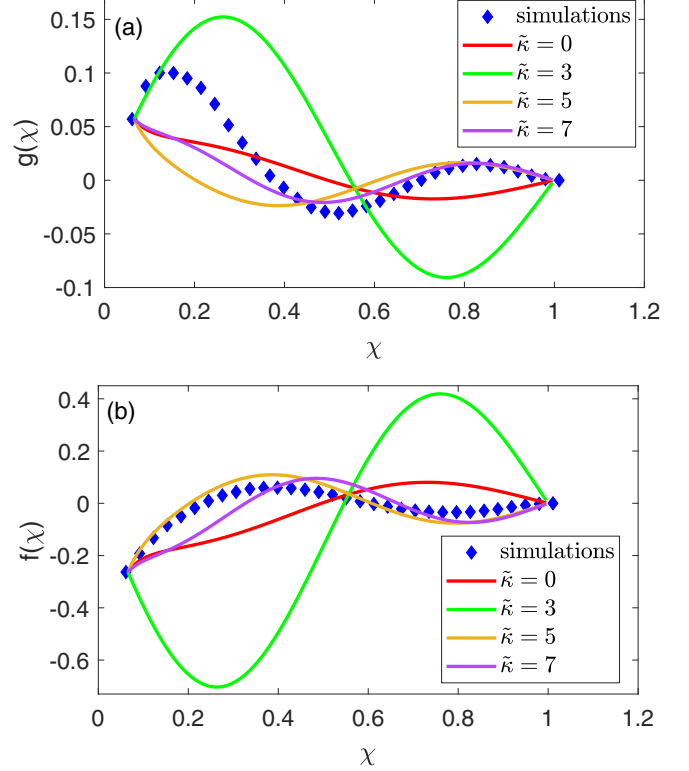 (a)
simulations
κ̃ = 0
κ̃ = 3
κ̃ = 5
κ̃ = 7
g(χ)
0.15
0.1
0.05
0
-0.05
-0.1
0 0.2 0.4 0.6 0.8 1 1.2
χ
(b)
f(χ)
0.4
0.2
0
-0.2
-0.4
-0.6
simulations
κ̃ = 0
κ̃ = 3
κ̃ = 5
κ̃ = 7
0 0.2 0.4 0.6 0.8 1 1.2
χ